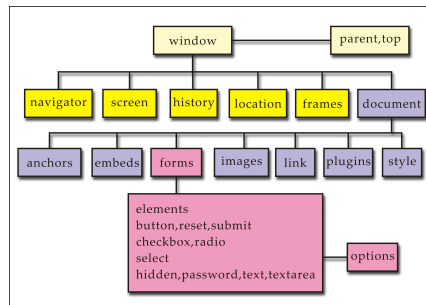 window
parent,top
navigator
screen
history
location
frames
document
anchors
embeds
forms
images
link
plugins
style
elements
button,reset,submit
checkbox,radio
select
hidden,password,text,textarea
options